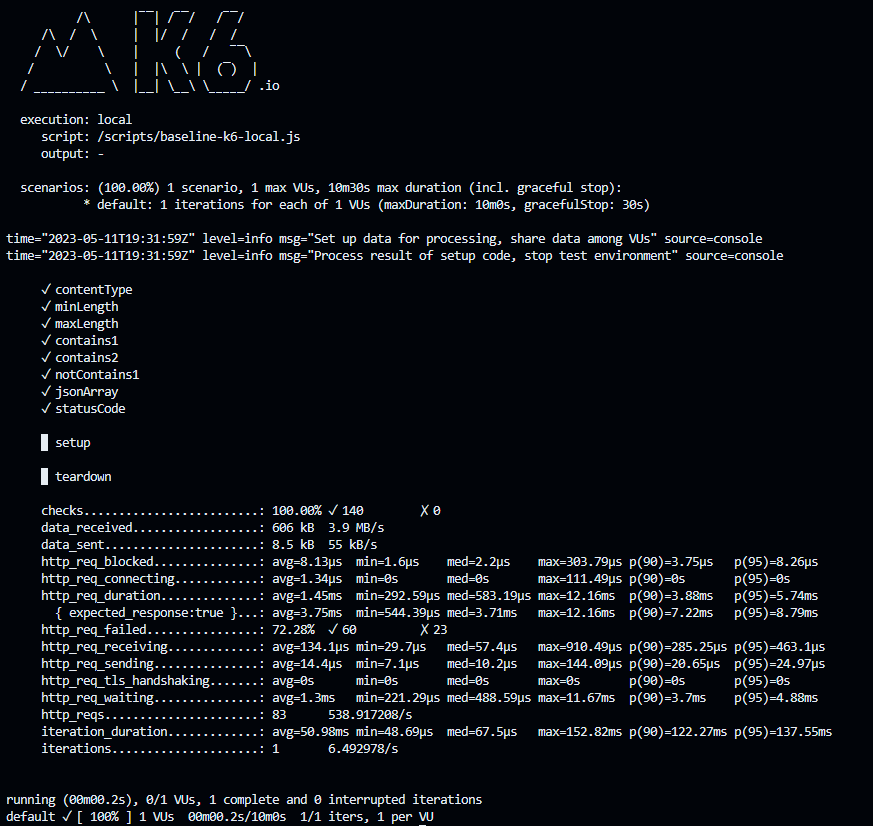 .io
execution: local
script: /scripts/baseline-k6-local.js
output: -
scenarios: (100.00%) 1 scenario, 1 max VUs, 10m30s max duration (incl. graceful stop):
* default: 1 iterations for each of 1 VUs (maxDuration: 10m0s, gracefulStop: 30s)
time="2023-05-11T19:31:59Z" level=info msg="Set up data for processing, share data among VUs" source=console
time="2023-05-11T19:31:59Z" level=info msg="Process result of setup code, stop test environment" source=console
✓ contentType
✓ minLength
✓ maxLength
✓ contains1
✓ contains2
✓ notContains1
✓ jsonArray
✓ statusCode
█ setup
█ teardown
checks.........................: 100.00% ✓ 140 ✗ 0
data_received..................: 606 kB 3.9 MB/s
data_sent......................: 8.5 kB 55 kB/s
http_req_blocked...............: avg=8.13µs min=1.6µs med=2.2µs max=303.79µs p(90)=3.75µs p(95)=8.26µs
http_req_connecting............: avg=1.34µs min=0s med=0s max=111.49µs p(90)=0s p(95)=0s
http_req_duration..............: avg=1.45ms min=292.59µs med=583.19µs max=12.16ms p(90)=3.88ms p(95)=5.74ms
{ expected_response:true }...: avg=3.75ms min=544.39µs med=3.71ms max=12.16ms p(90)=7.22ms p(95)=8.79ms
http_req_failed................: 72.28% ✓ 60 ✗ 23
http_req_receiving.............: avg=134.1µs min=29.7µs med=57.4µs max=910.49µs p(90)=285.25µs p(95)=463.1µs
http_req_sending...............: avg=14.4µs min=7.1µs med=10.2µs max=144.09µs p(90)=20.65µs p(95)=24.97µs
http_req_tls_handshaking.......: avg=0s min=0s med=0s max=0s p(90)=0s p(95)=0s
http_req_waiting...............: avg=1.3ms min=221.29µs med=488.59µs max=11.67ms p(90)=3.7ms p(95)=4.88ms
http_reqs......................: 83 538.917208/s
iteration_duration.............: avg=50.98ms min=48.69µs med=67.5µs max=152.82ms p(90)=122.27ms p(95)=137.55ms
iterations.....................: 1 6.492978/s
running (00m00.2s), 0/1 VUs, 1 complete and 0 interrupted iterations
default ✓ [ 100% ] 1 VUs 00m00.2s/10m0s 1/1 iters, 1 per VU